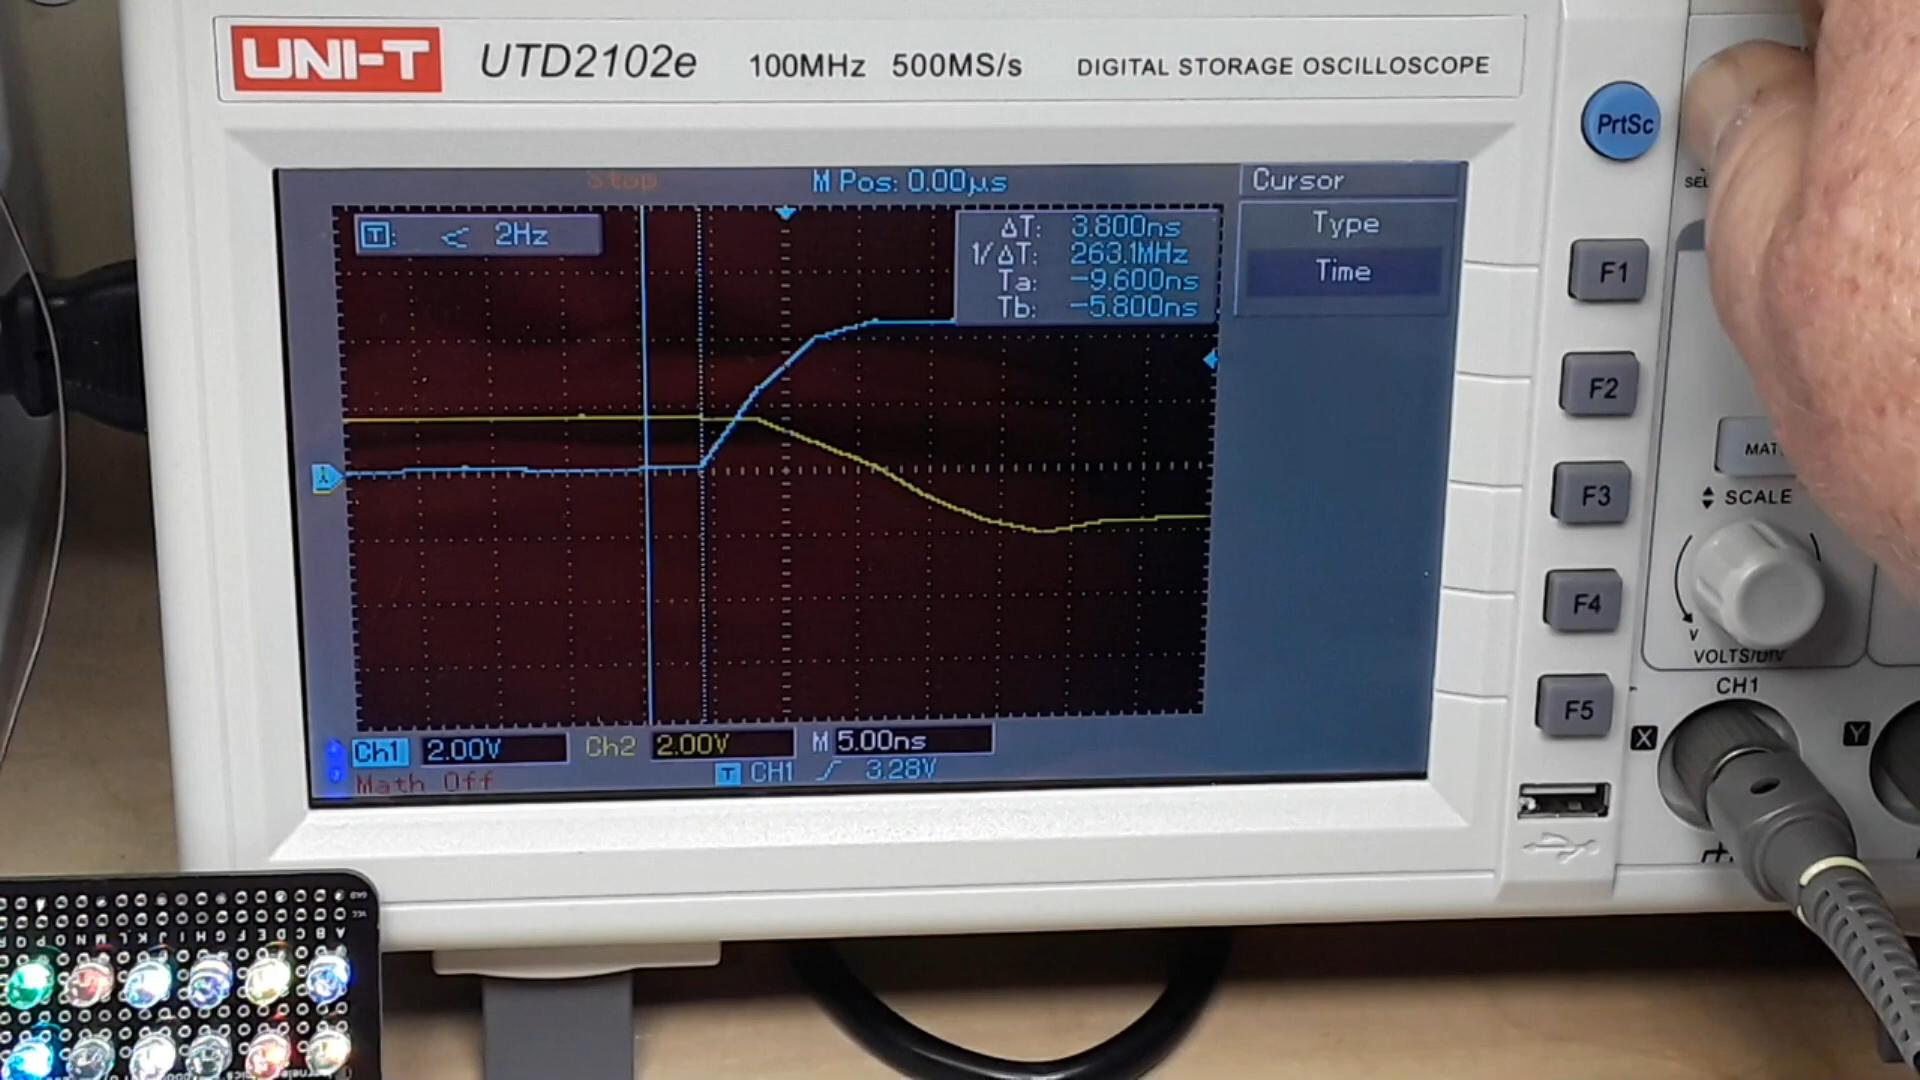 UNI-T UTD2102e 100MHz 500MS/s DIGITAL STORAGE OSCILLOSCOPE
PrtSc
Stop M Pos: 0.00μs Cursor
T: < 2Hz
ΔT: 3.800ns
1/ΔT: 263.1MHz
Ta: -9.600ns
Tb: -5.800ns
Type
Time
F1
F2
F3
F4
F5
SCALE
V
VOLTS/DIV
CH1
X
Y
Ch1 2.00V Ch2 2.00V M 5.00ns
Math Off T CH1 3.28V
A B C D E F G H I J K L M N O P Q